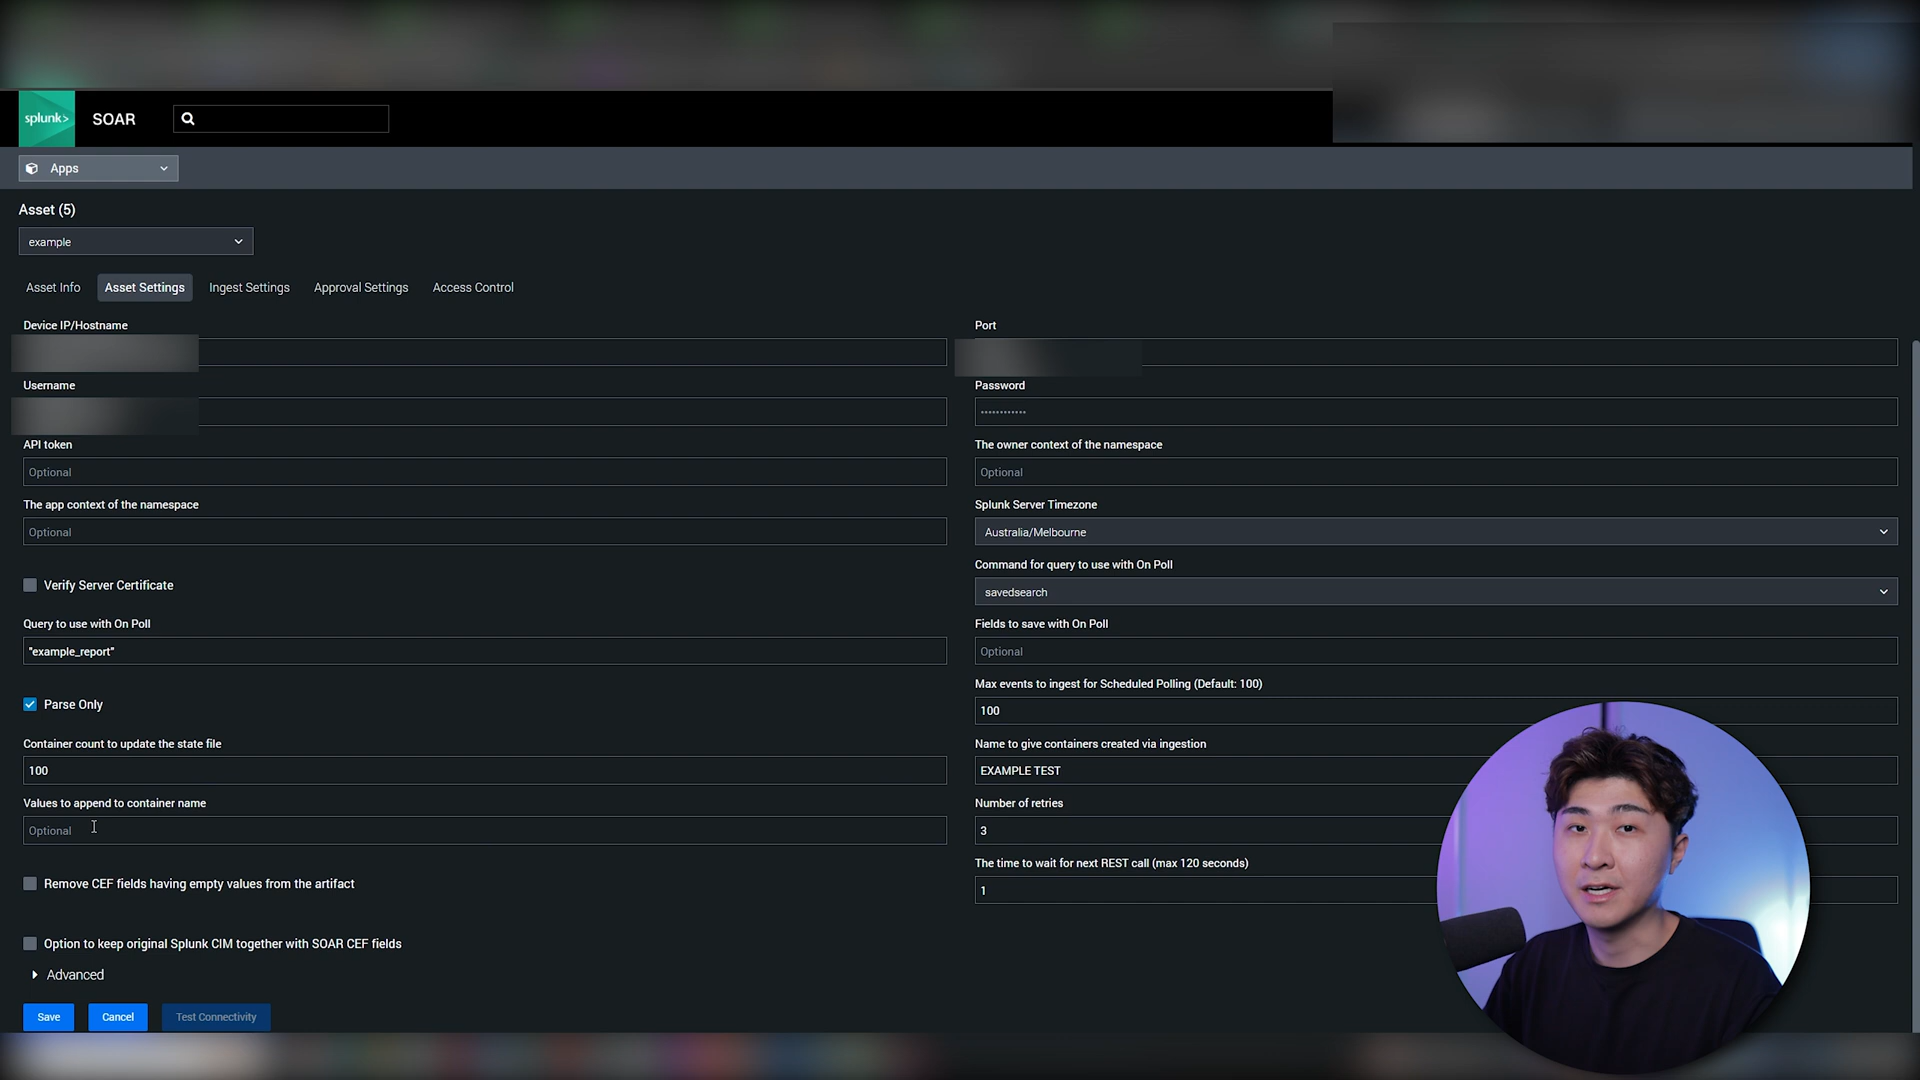 splunk> SOAR
Apps
Asset (5)
example
Asset Info Asset Settings Ingest Settings Approval Settings Access Control
Device IP/Hostname
Port
Username
Password
••••••••••••
API token
Optional
The owner context of the namespace
Optional
The app context of the namespace
Optional
Splunk Server Timezone
Australia/Melbourne
Verify Server Certificate
Command for query to use with On Poll
savedsearch
Query to use with On Poll
"example_report"
Fields to save with On Poll
Optional
Parse Only
Max events to ingest for Scheduled Polling (Default: 100)
100
Container count to update the state file
100
Name to give containers created via ingestion
EXAMPLE TEST
Values to append to container name
Optional
Number of retries
3
Remove CEF fields having empty values from the artifact
The time to wait for next REST call (max 120 seconds)
1
Option to keep original Splunk CIM together with SOAR CEF fields
Advanced
Save Cancel Test Connectivity